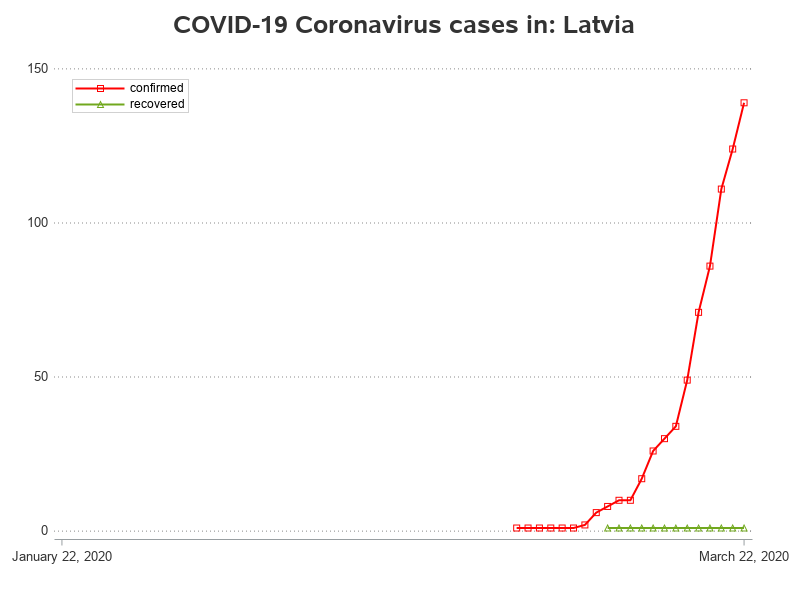 COVID-19 Coronavirus cases in: Latvia
150
confirmed
recovered
100
50
0
January 22, 2020
March 22, 2020